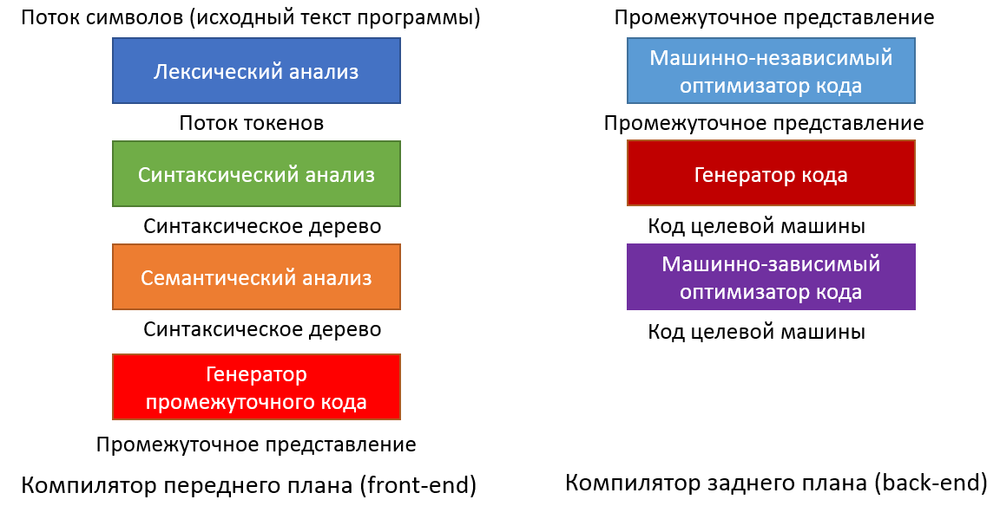 Поток символов (исходный текст программы)
Лексический анализ
Поток токенов
Синтаксический анализ
Синтаксическое дерево
Семантический анализ
Синтаксическое дерево
Генератор
промежуточного кода
Промежуточное представление
Компилятор переднего плана (front-end)
Промежуточное представление
Машинно-независимый
оптимизатор кода
Промежуточное представление
Генератор кода
Код целевой машины
Машинно-зависимый
оптимизатор кода
Код целевой машины
Компилятор заднего плана (back-end)